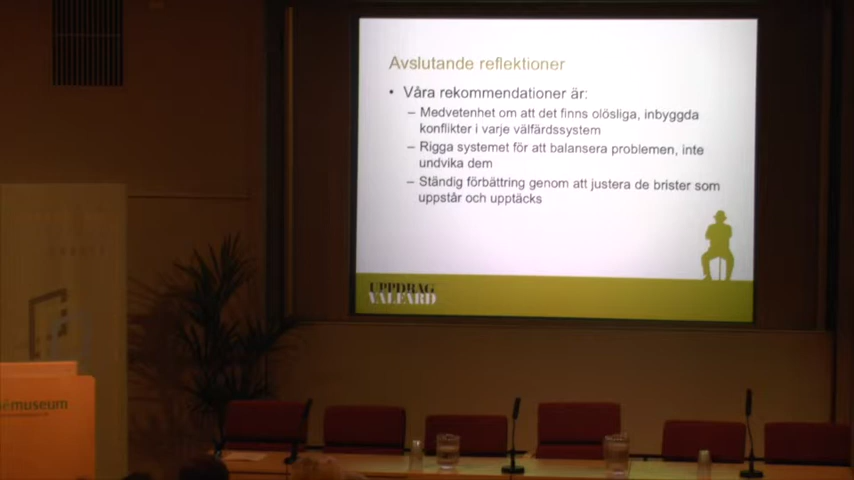 Avslutande reflektioner
• Våra rekommendationer är:
– Medvetenhet om att det finns olösliga, inbyggda
konflikter i varje välfärdssystem
– Rigga systemet för att balansera problemen, inte
undvika dem
– Ständig förbättring genom att justera de brister som
uppstår och upptäcks
UPPDRAG
VÄLFÄRD
museum